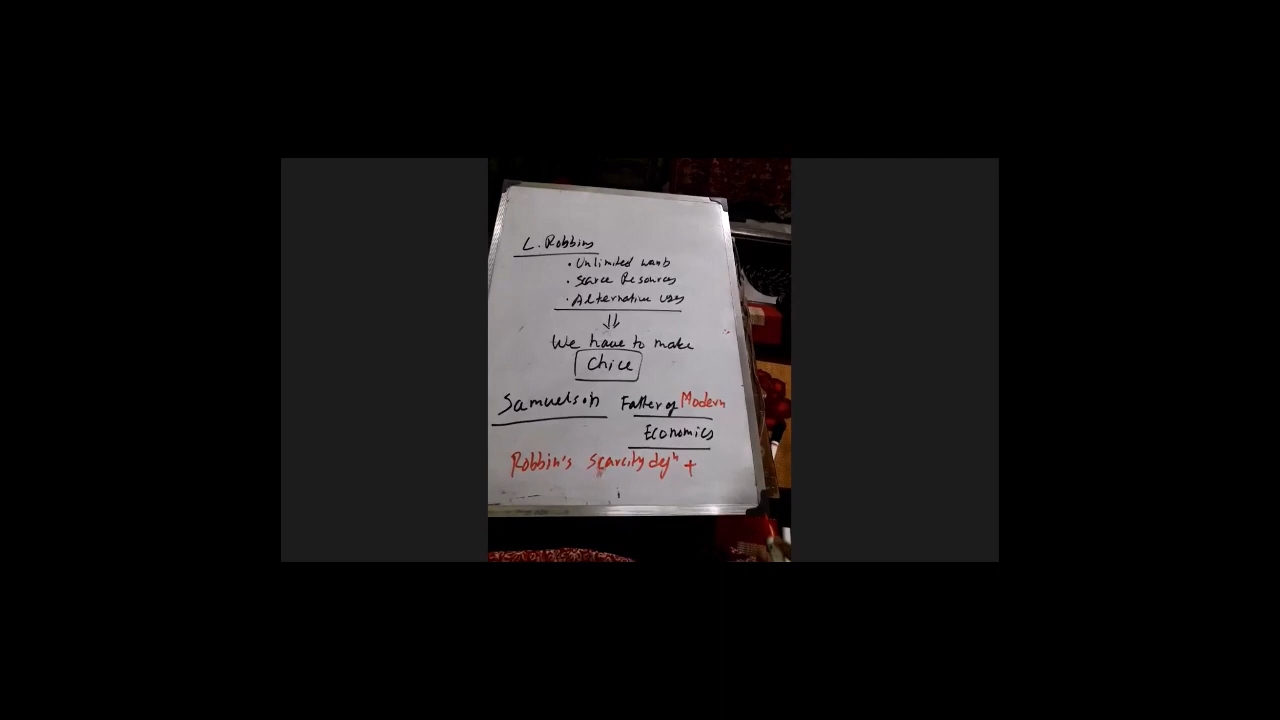 L. Robbins
• Unlimited wants
• Scarce Resources
• Alternative uses
⇓
We have to make
Chice
Samuelson Father of Modern
Economics
Robbin's scarcity defⁿ +